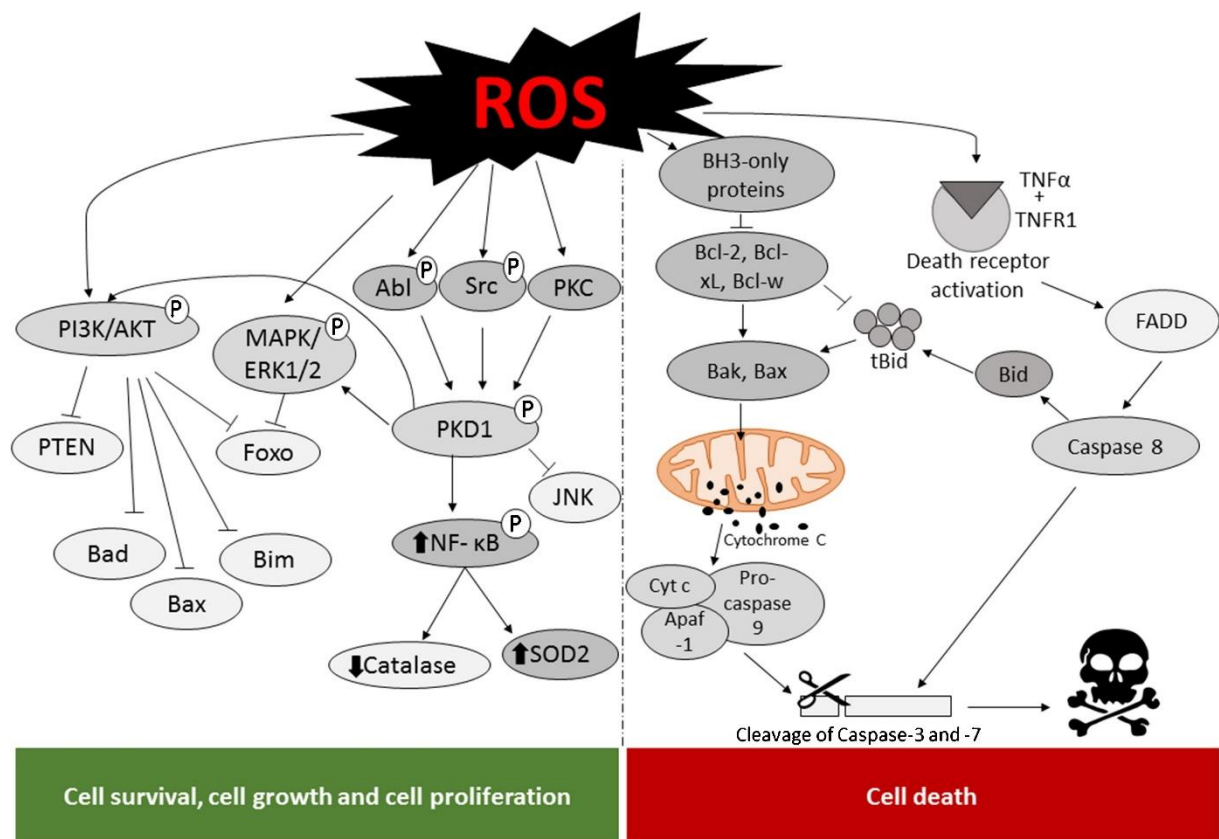 ROS
BH3-only
proteins
TNFα
+
TNFR1
Death receptor
activation
Bcl-2, Bcl-
xL, Bcl-w
Abl
P
Src
P
PKC
PI3K/AKT
P
MAPK/
ERK1/2
P
FADD
tBid
Bak, Bax
Bid
PTEN
Foxo
PKD1
P
Caspase 8
JNK
Bad
Bim
Bax
NF- κB
P
Cytochrome C
Cyt c
Pro-
caspase
9
Apaf
-1
Catalase
SOD2
Cleavage of Caspase-3 and -7
Cell survival, cell growth and cell proliferation
Cell death